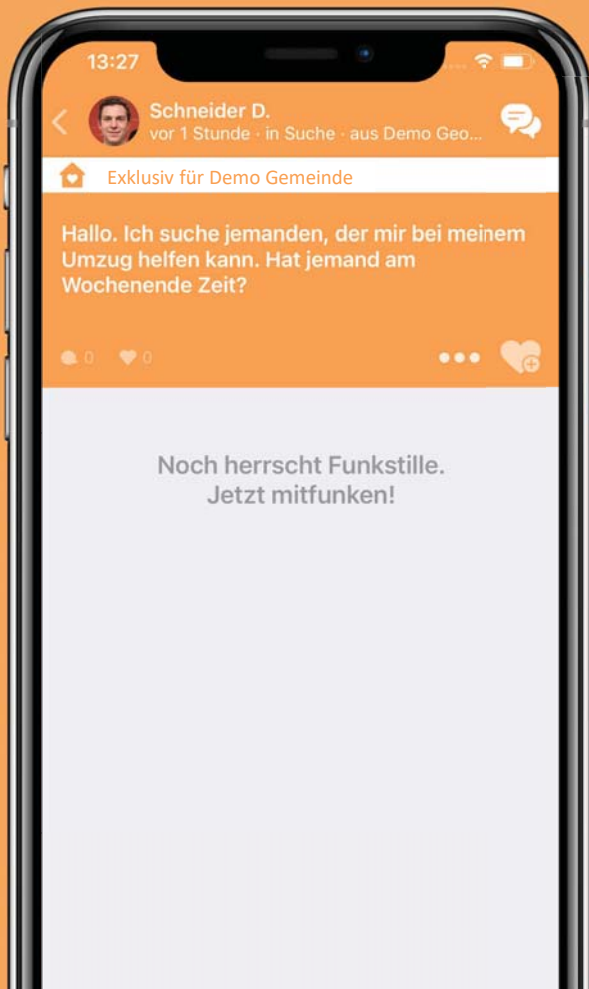 13:27
Schneider D.
vor 1 Stunde · in Suche · aus Demo Geo...
Exklusiv für Demo Gemeinde
Hallo. Ich suche jemanden, der mir bei meinem
Umzug helfen kann. Hat jemand am
Wochenende Zeit?
0 0
Noch herrscht Funkstille.
Jetzt mitfunken!